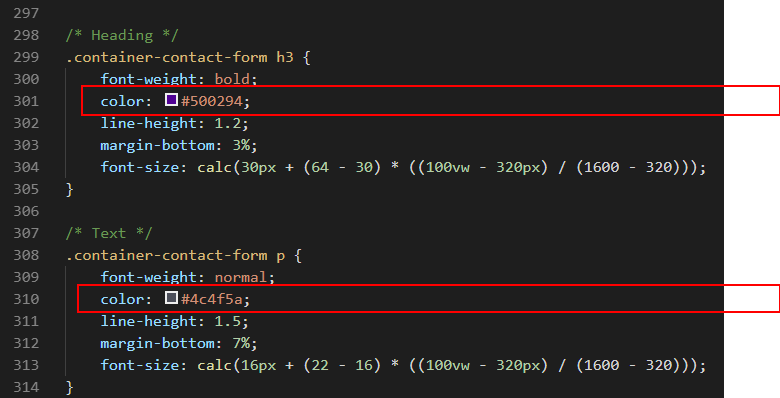 297
298 /* Heading */
299 .container-contact-form h3 {
300 font-weight: bold;
301 color: #500294;
302 line-height: 1.2;
303 margin-bottom: 3%;
304 font-size: calc(30px + (64 - 30) * ((100vw - 320px) / (1600 - 320)));
305 }
306
307 /* Text */
308 .container-contact-form p {
309 font-weight: normal;
310 color: #4c4f5a;
311 line-height: 1.5;
312 margin-bottom: 7%;
313 font-size: calc(16px + (22 - 16) * ((100vw - 320px) / (1600 - 320)));
314 }